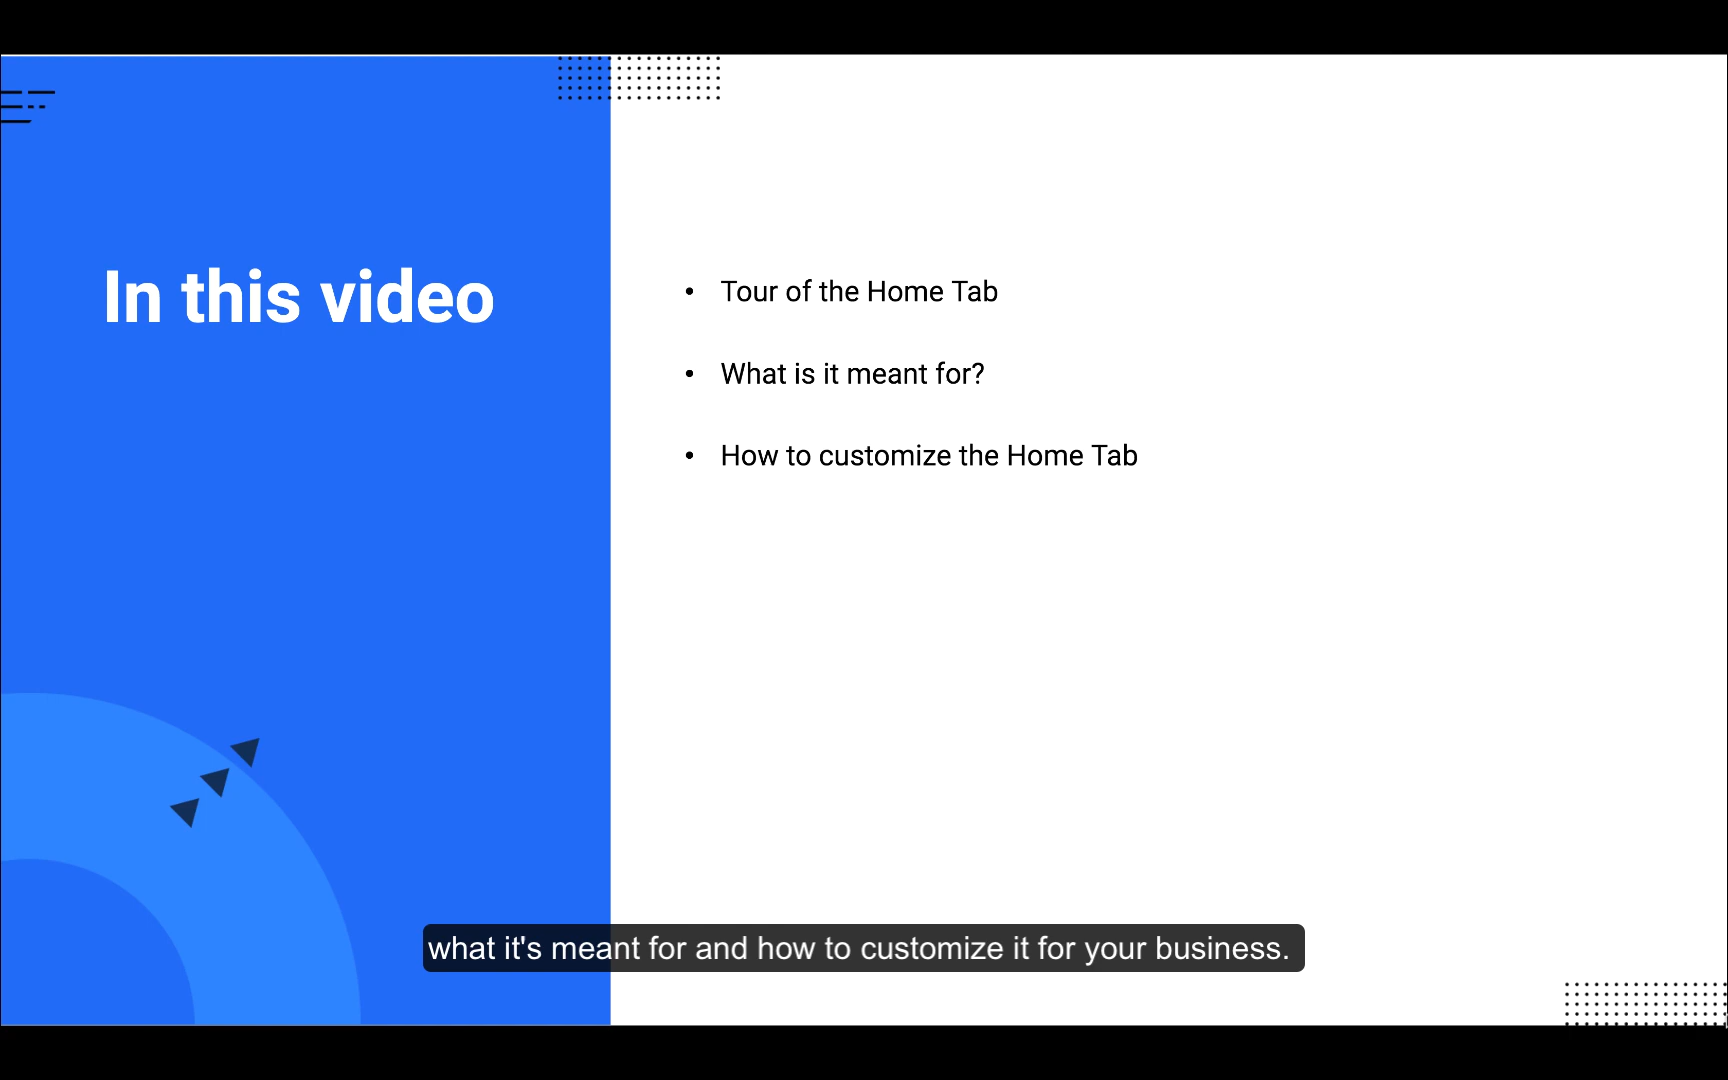 In this video
• Tour of the Home Tab
• What is it meant for?
• How to customize the Home Tab
what it's meant for and how to customize it for your business.